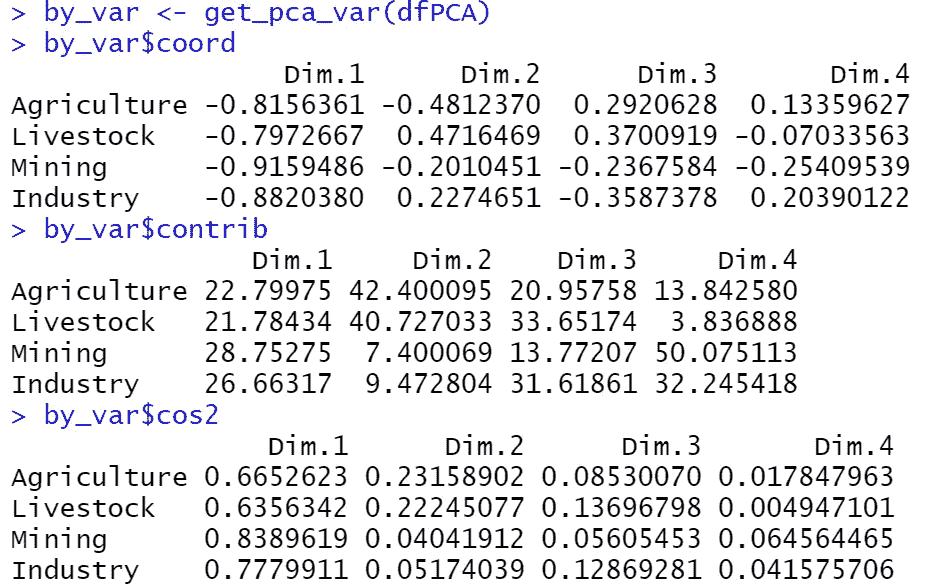 > by_var <- get_pca_var(dfPCA)
> by_var$coord
Dim.1 Dim.2 Dim.3 Dim.4
Agriculture -0.8156361 -0.4812370 0.2920628 0.13359627
Livestock -0.7972667 0.4716469 0.3700919 -0.07033563
Mining -0.9159486 -0.2010451 -0.2367584 -0.25409539
Industry -0.8820380 0.2274651 -0.3587378 0.20390122
> by_var$contrib
Dim.1 Dim.2 Dim.3 Dim.4
Agriculture 22.79975 42.400095 20.95758 13.842580
Livestock 21.78434 40.727033 33.65174 3.836888
Mining 28.75275 7.400069 13.77207 50.075113
Industry 26.66317 9.472804 31.61861 32.245418
> by_var$cos2
Dim.1 Dim.2 Dim.3 Dim.4
Agriculture 0.6652623 0.23158902 0.08530070 0.017847963
Livestock 0.6356342 0.22245077 0.13696798 0.004947101
Mining 0.8389619 0.04041912 0.05605453 0.064564465
Industry 0.7779911 0.05174039 0.12869281 0.041575706